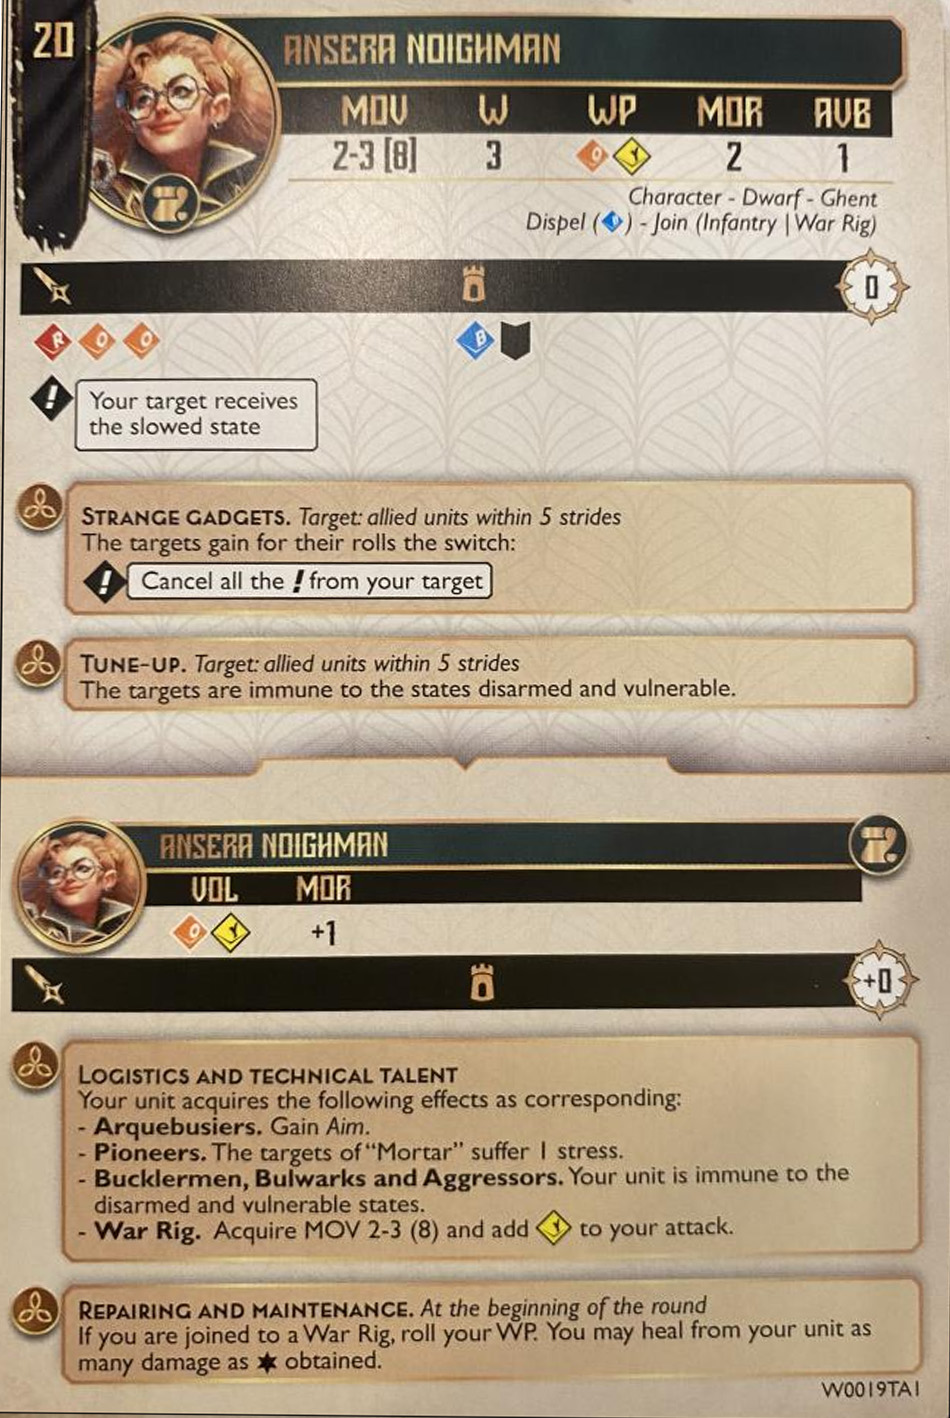 20
ANSERA NOIGHMAN
MOV W WP MOR AVB
2-3 [8] 3 O Y 2 1
Character - Dwarf - Ghent
Dispel (B) - Join (Infantry | War Rig)
0
R O O B
! Your target receives
the slowed state
STRANGE GADGETS. Target: allied units within 5 strides
The targets gain for their rolls the switch:
! Cancel all the ! from your target
TUNE-UP. Target: allied units within 5 strides
The targets are immune to the states disarmed and vulnerable.
ANSERA NOIGHMAN
VOL MOR
O Y +1
+0
LOGISTICS AND TECHNICAL TALENT
Your unit acquires the following effects as corresponding:
- Arquebusiers. Gain Aim.
- Pioneers. The targets of "Mortar" suffer 1 stress.
- Bucklermen, Bulwarks and Aggressors. Your unit is immune to the
disarmed and vulnerable states.
- War Rig. Acquire MOV 2-3 (8) and add Y to your attack.
REPAIRING AND MAINTENANCE. At the beginning of the round
If you are joined to a War Rig, roll your WP. You may heal from your unit as
many damage as ✶ obtained.
W0019TA1